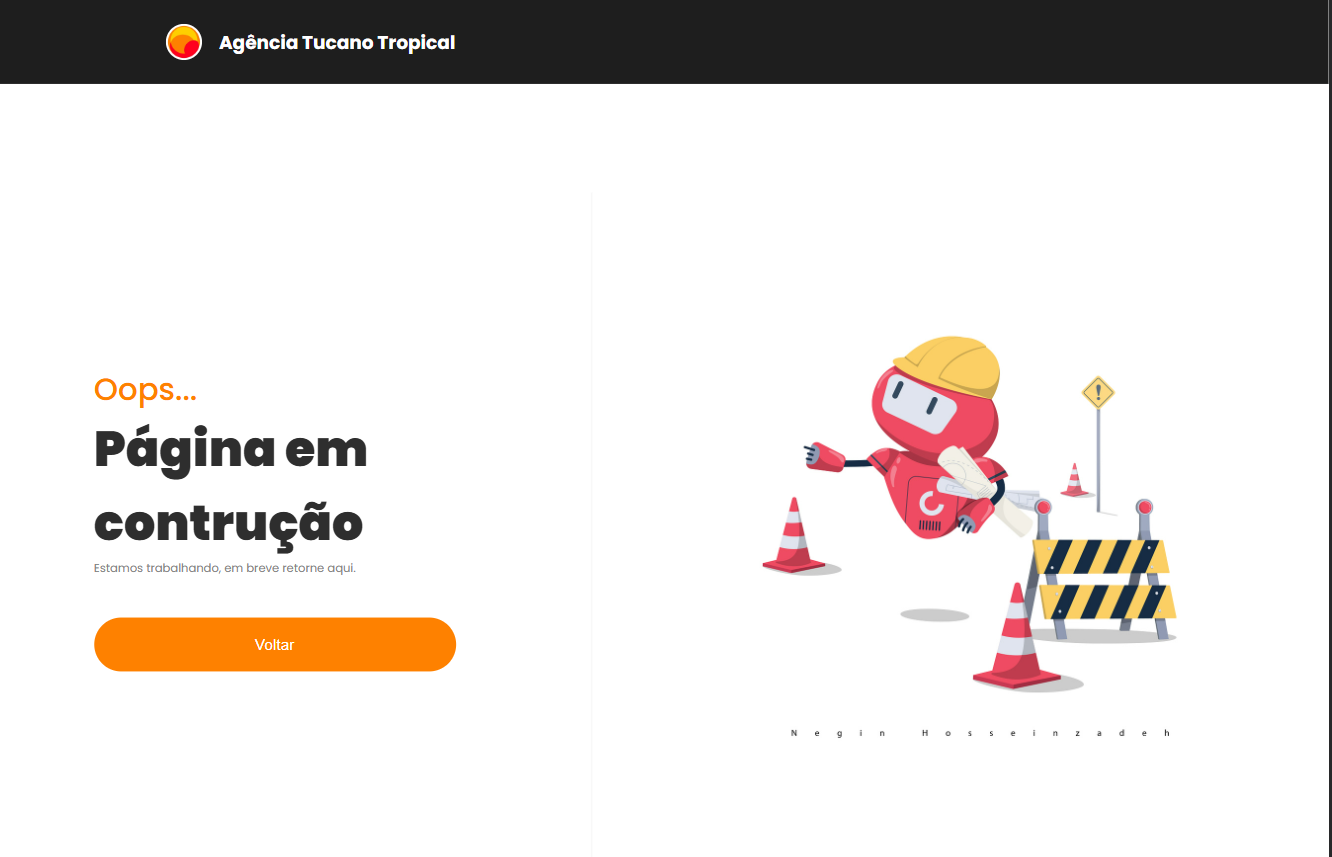 Agência Tucano Tropical
Oops...
Página em
contrução
Estamos trabalhando, em breve retorne aqui.
Voltar
!
Negin Hosseinzadeh